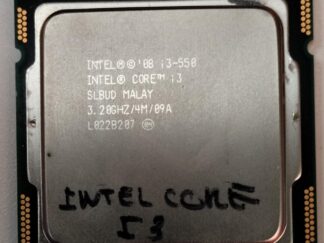 INTEL® ©'08 i3-550
INTEL® CORE™ i3
SLBUD MALAY
3.20GHZ/4M/09A
L022B207
INTEL CORE
I3